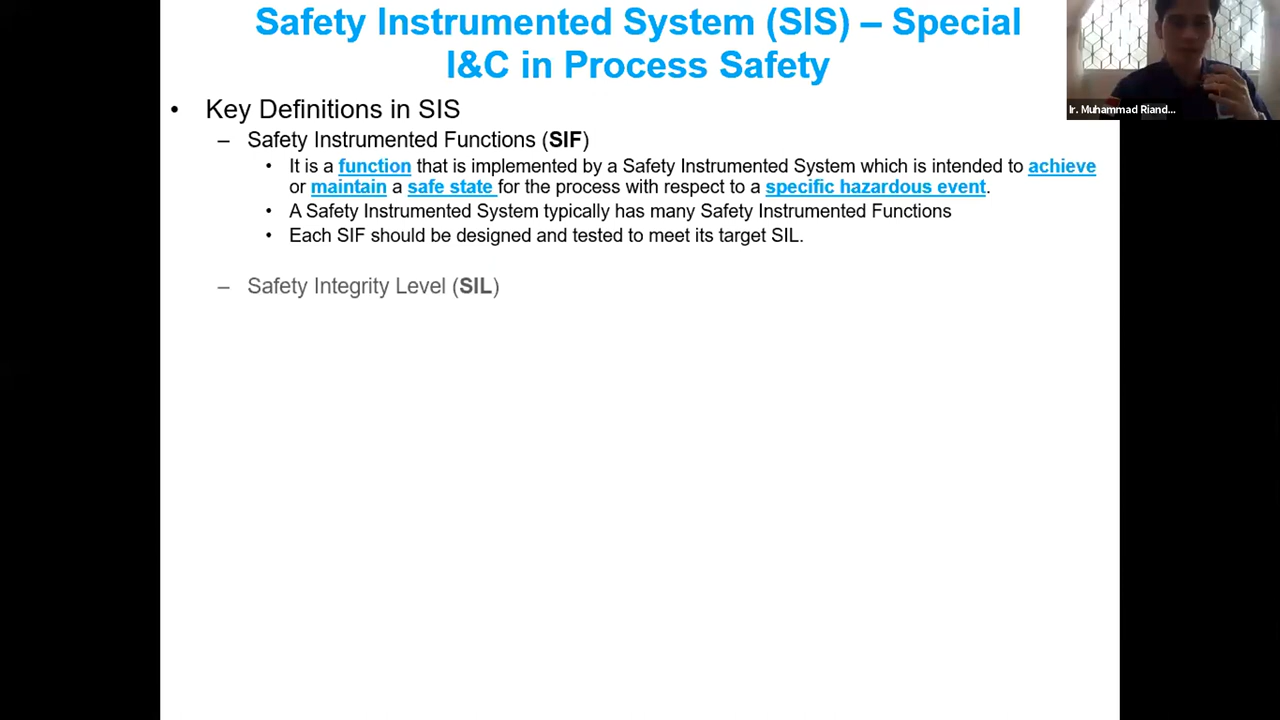 Safety Instrumented System (SIS) – Special
I&C in Process Safety
Ir. Muhammad Riand...
• Key Definitions in SIS
– Safety Instrumented Functions (SIF)
• It is a function that is implemented by a Safety Instrumented System which is intended to achieve
or maintain a safe state for the process with respect to a specific hazardous event.
• A Safety Instrumented System typically has many Safety Instrumented Functions
• Each SIF should be designed and tested to meet its target SIL.
– Safety Integrity Level (SIL)